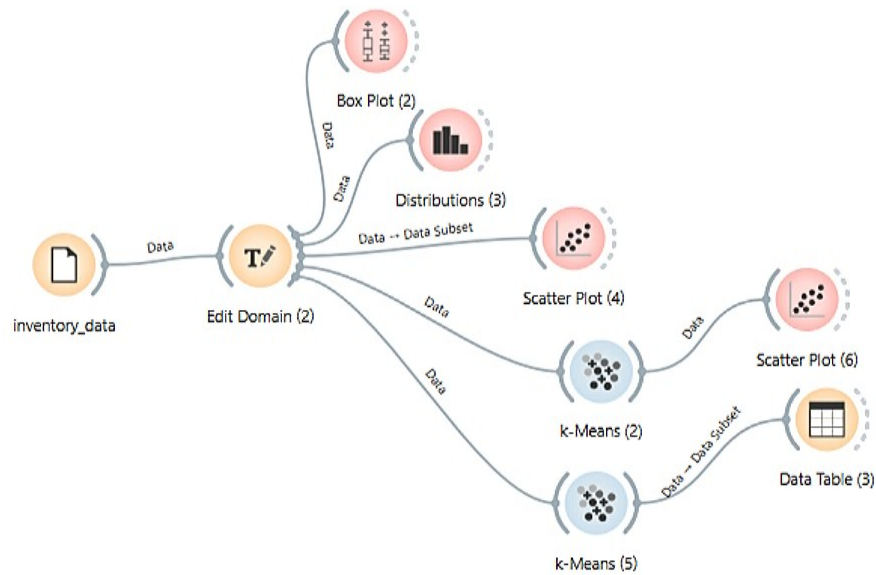 Box Plot (2)
Data
Distributions (3)
Data
Data → Data Subset
Scatter Plot (4)
Data
inventory_data
T
Edit Domain (2)
Data
Data
Scatter Plot (6)
k-Means (2)
Data
Data → Data Subset
Data Table (3)
k-Means (5)